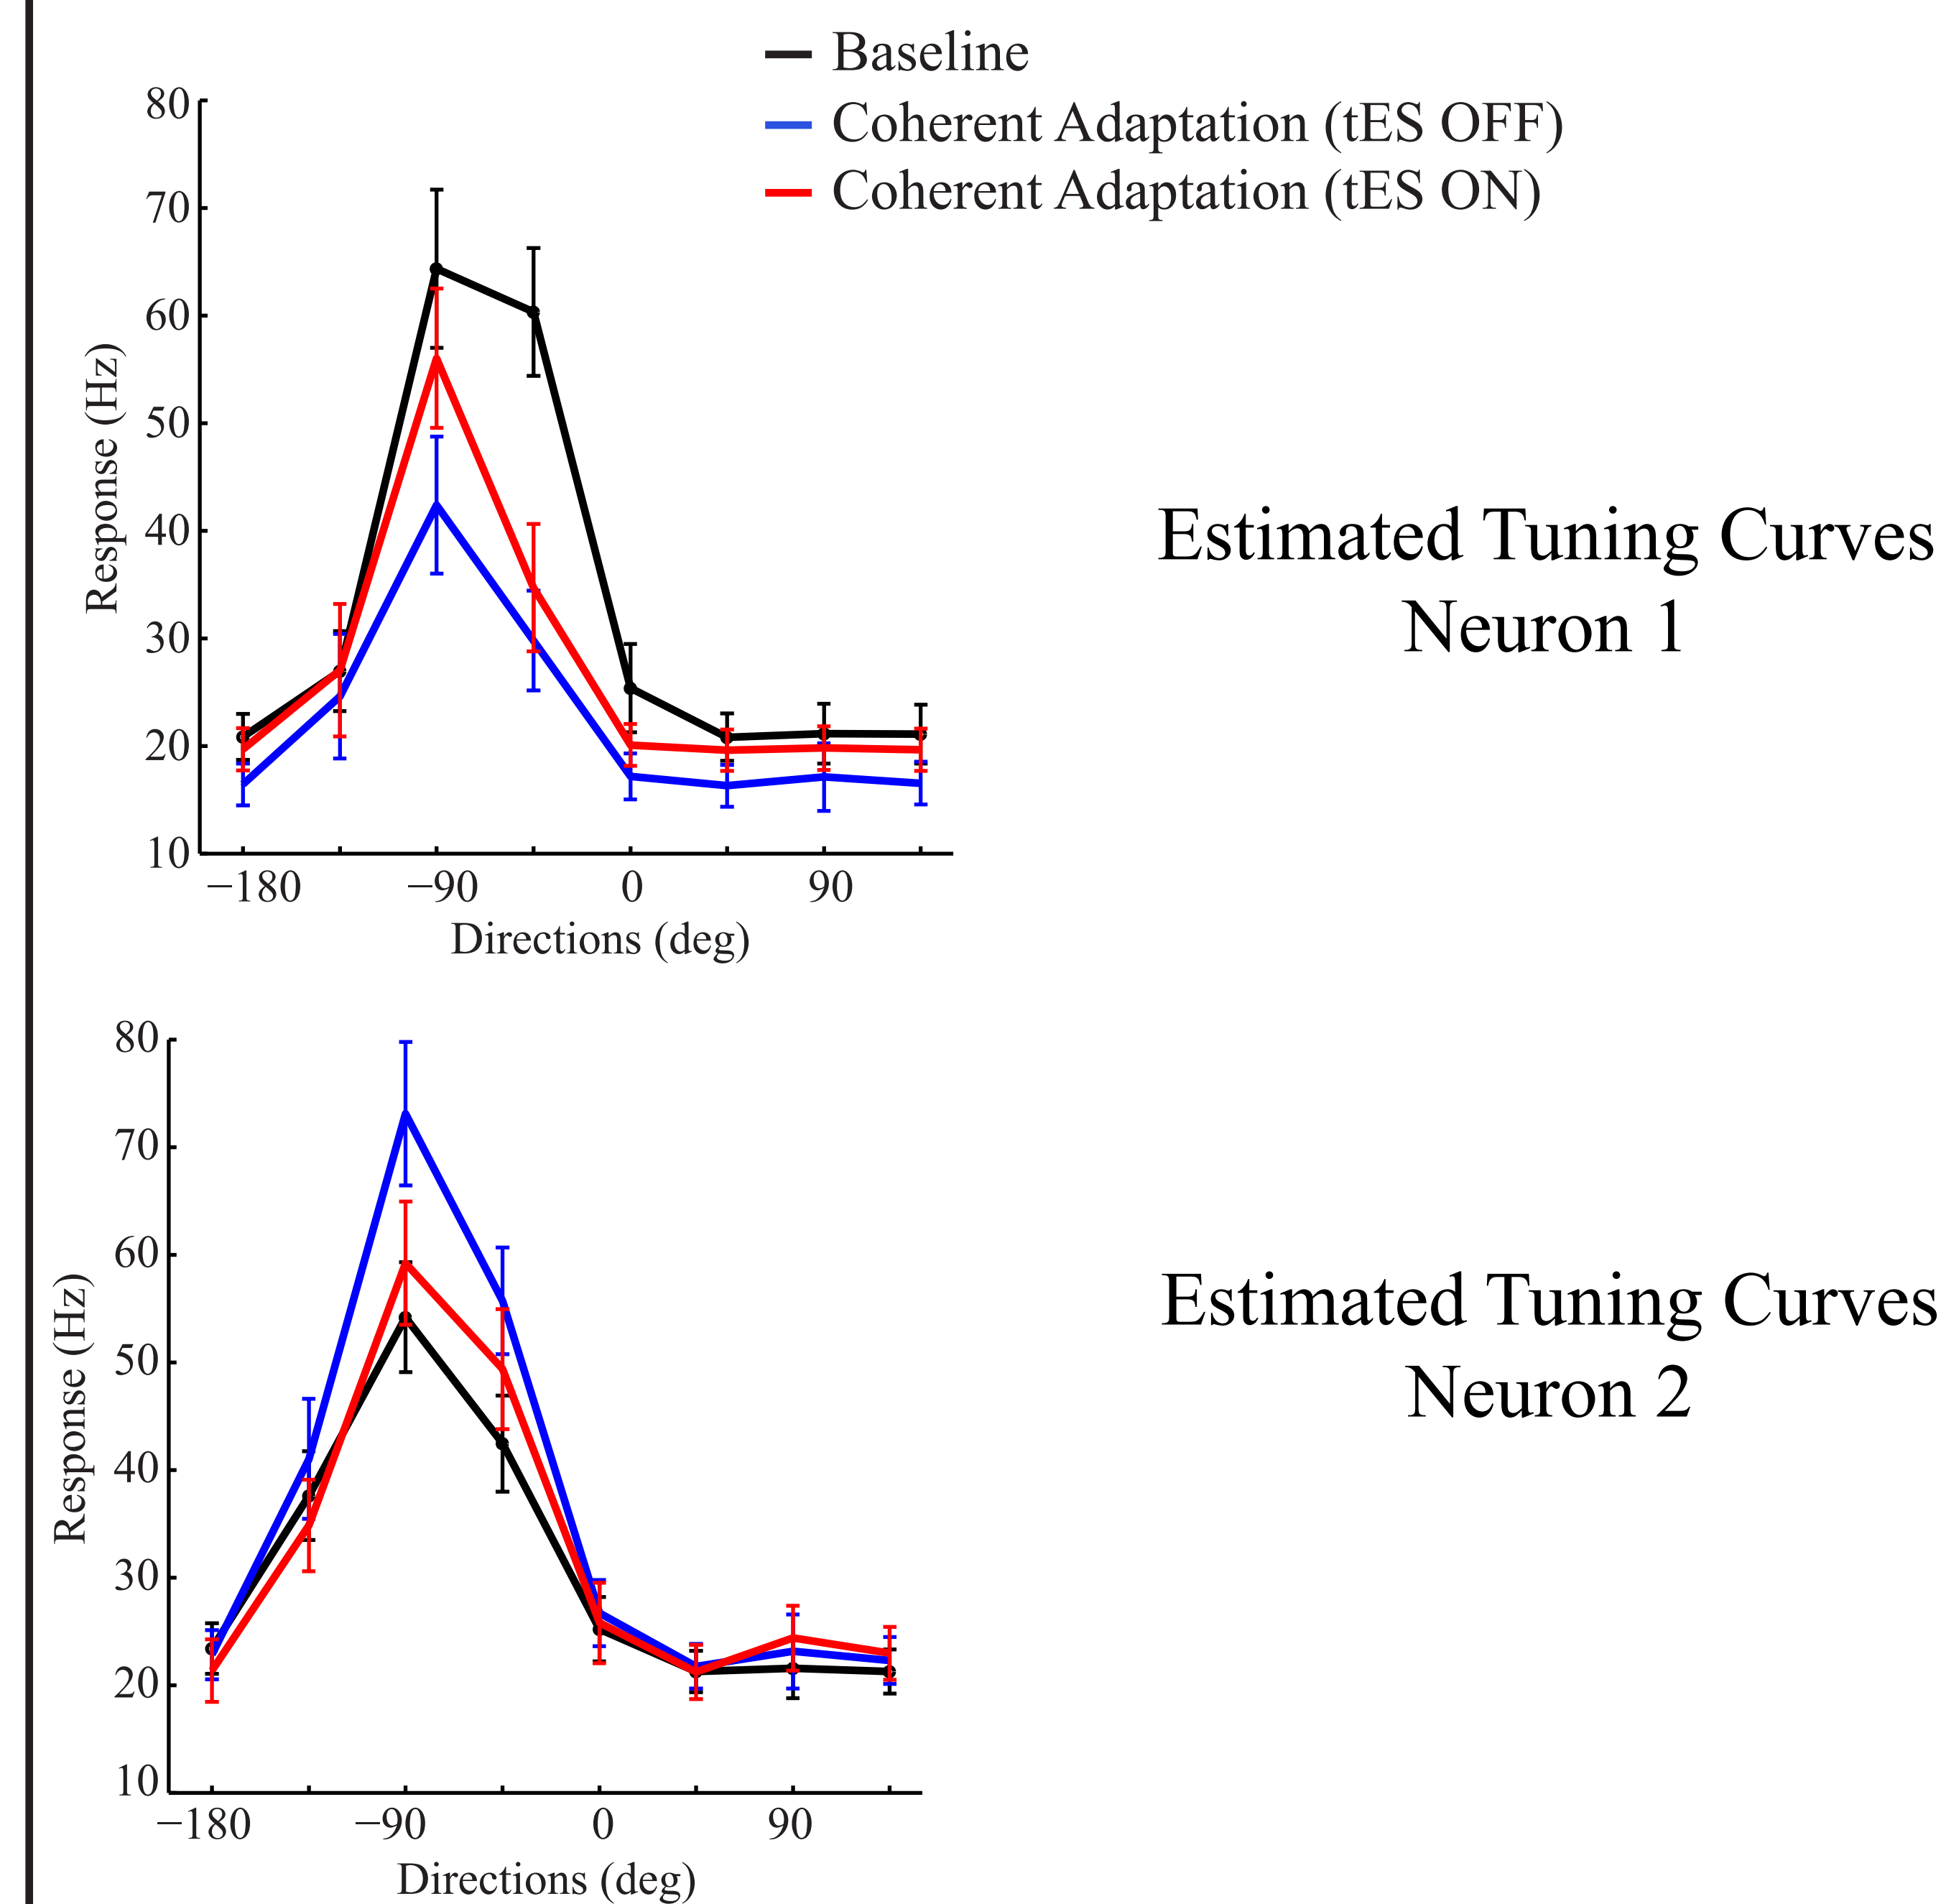 Baseline
Coherent Adaptation (tES OFF)
Coherent Adaptation (tES ON)
80
70
60
50
40
30
20
10
Response (Hz)
−180 −90 0 90
Directions (deg)
Estimated Tuning Curves
Neuron 1
80
70
60
50
40
30
20
10
Response (Hz)
−180 −90 0 90
Directions (deg)
Estimated Tuning Curves
Neuron 2